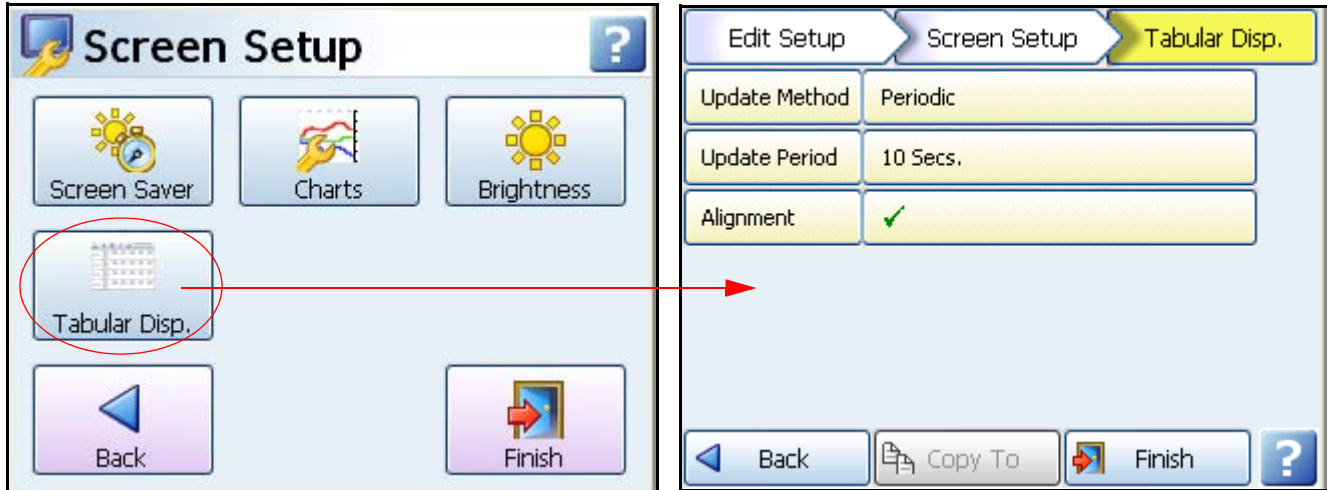 Screen Setup
?
Screen Saver
Charts
Brightness
Tabular Disp.
Back
Finish
Edit Setup
Screen Setup
Tabular Disp.
Update Method
Periodic
Update Period
10 Secs.
Alignment
Back
Copy To
Finish
?